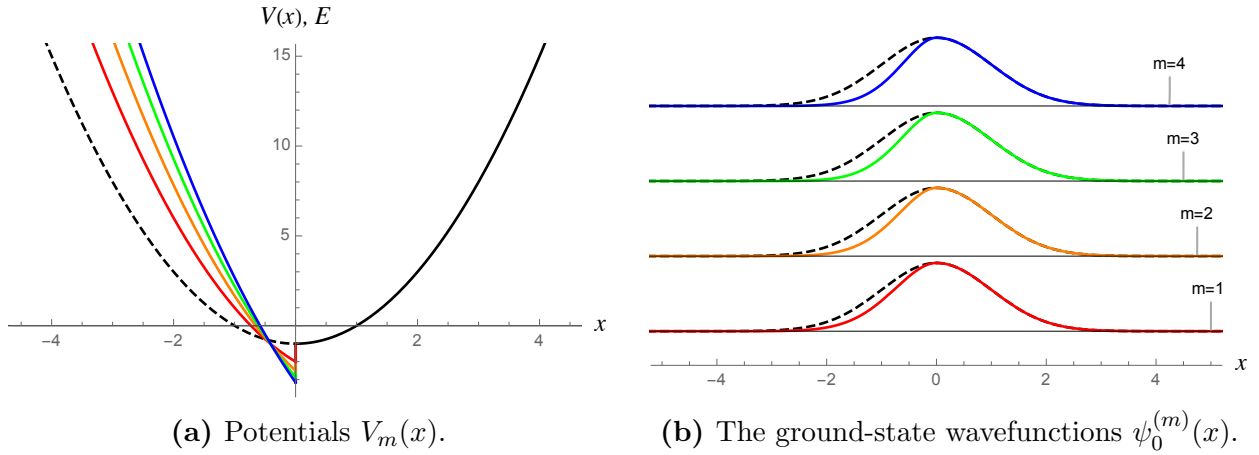 V(x), E
15
10
5
-4
-2
2
4
x
(a) Potentials V_m(x).
m=4
m=3
m=2
m=1
-4
-2
0
2
4
x
(b) The ground-state wavefunctions ψ_0^{(m)}(x).